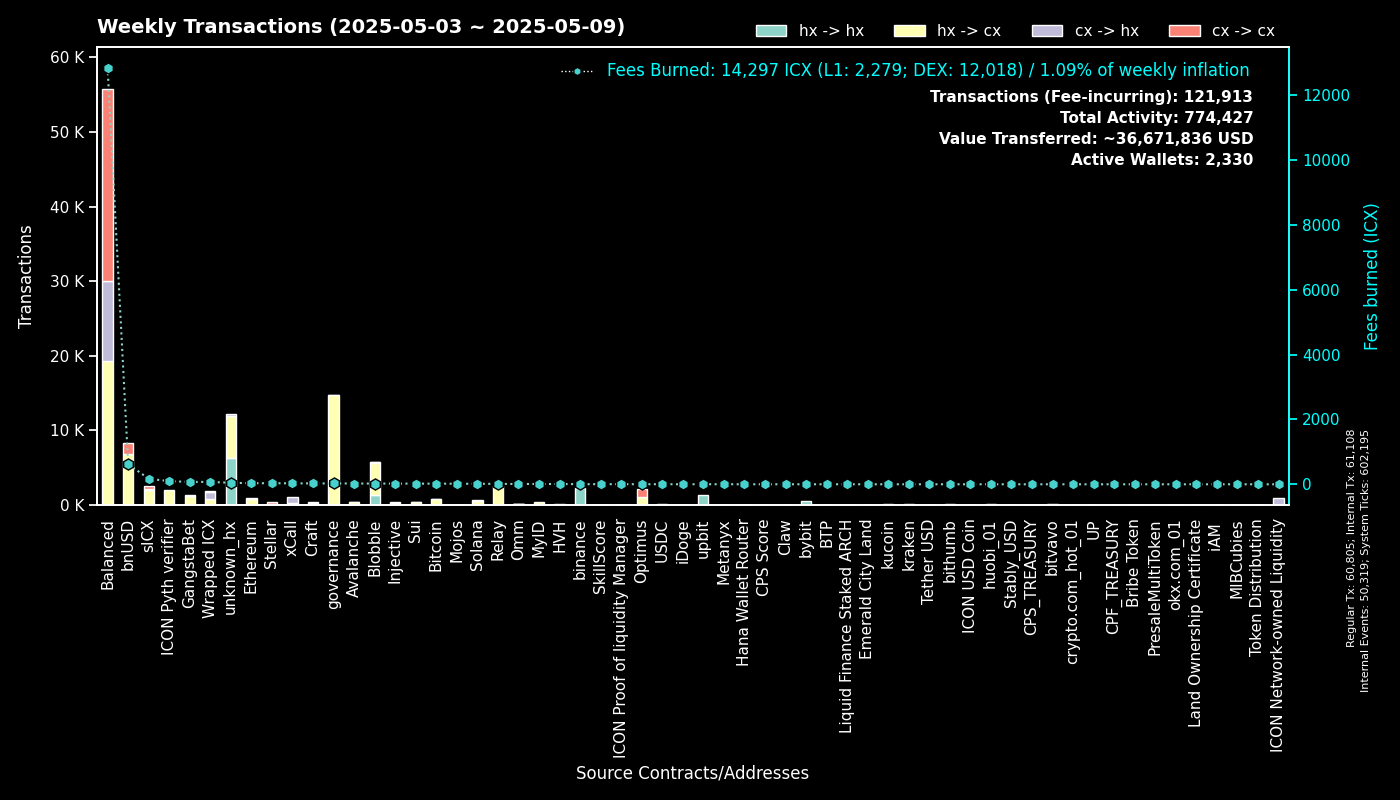 Weekly Transactions (2025-05-03 ~ 2025-05-09)
hx -> hx
hx -> cx
cx -> hx
cx -> cx
Fees Burned: 14,297 ICX (L1: 2,279; DEX: 12,018) / 1.09% of weekly inflation
Transactions (Fee-incurring): 121,913
Total Activity: 774,427
Value Transferred: ~36,671,836 USD
Active Wallets: 2,330
60 K
50 K
40 K
30 K
20 K
10 K
0 K
Transactions
12000
10000
8000
6000
4000
2000
0
Fees burned (ICX)
Regular Tx: 60,805; Internal Tx: 61,108
Internal Events: 50,319; System Ticks: 602,195
Balanced
bnUSD
sICX
ICON Pyth verifier
GangstaBet
Wrapped ICX
unknown_hx
Ethereum
Stellar
xCall
Craft
governance
Avalanche
Blobble
Injective
Sui
Bitcoin
Mojos
Solana
Relay
Omm
MyID
HVH
binance
SkillScore
ICON Proof of liquidity Manager
Optimus
USDC
iDoge
upbit
Metanyx
Hana Wallet Router
CPS Score
Claw
bybit
BTP
Liquid Finance Staked ARCH
Emerald City Land
kucoin
kraken
Tether USD
bithumb
ICON USD Coin
huobi_01
Stably_USD
CPS_TREASURY
bitvavo
crypto.com_hot_01
UP
CPF_TREASURY
Bribe Token
PresaleMultiToken
okx.com_01
Land Ownership Certificate
iAM
MIBCubies
Token Distribution
ICON Network-owned Liquidity
Source Contracts/Addresses